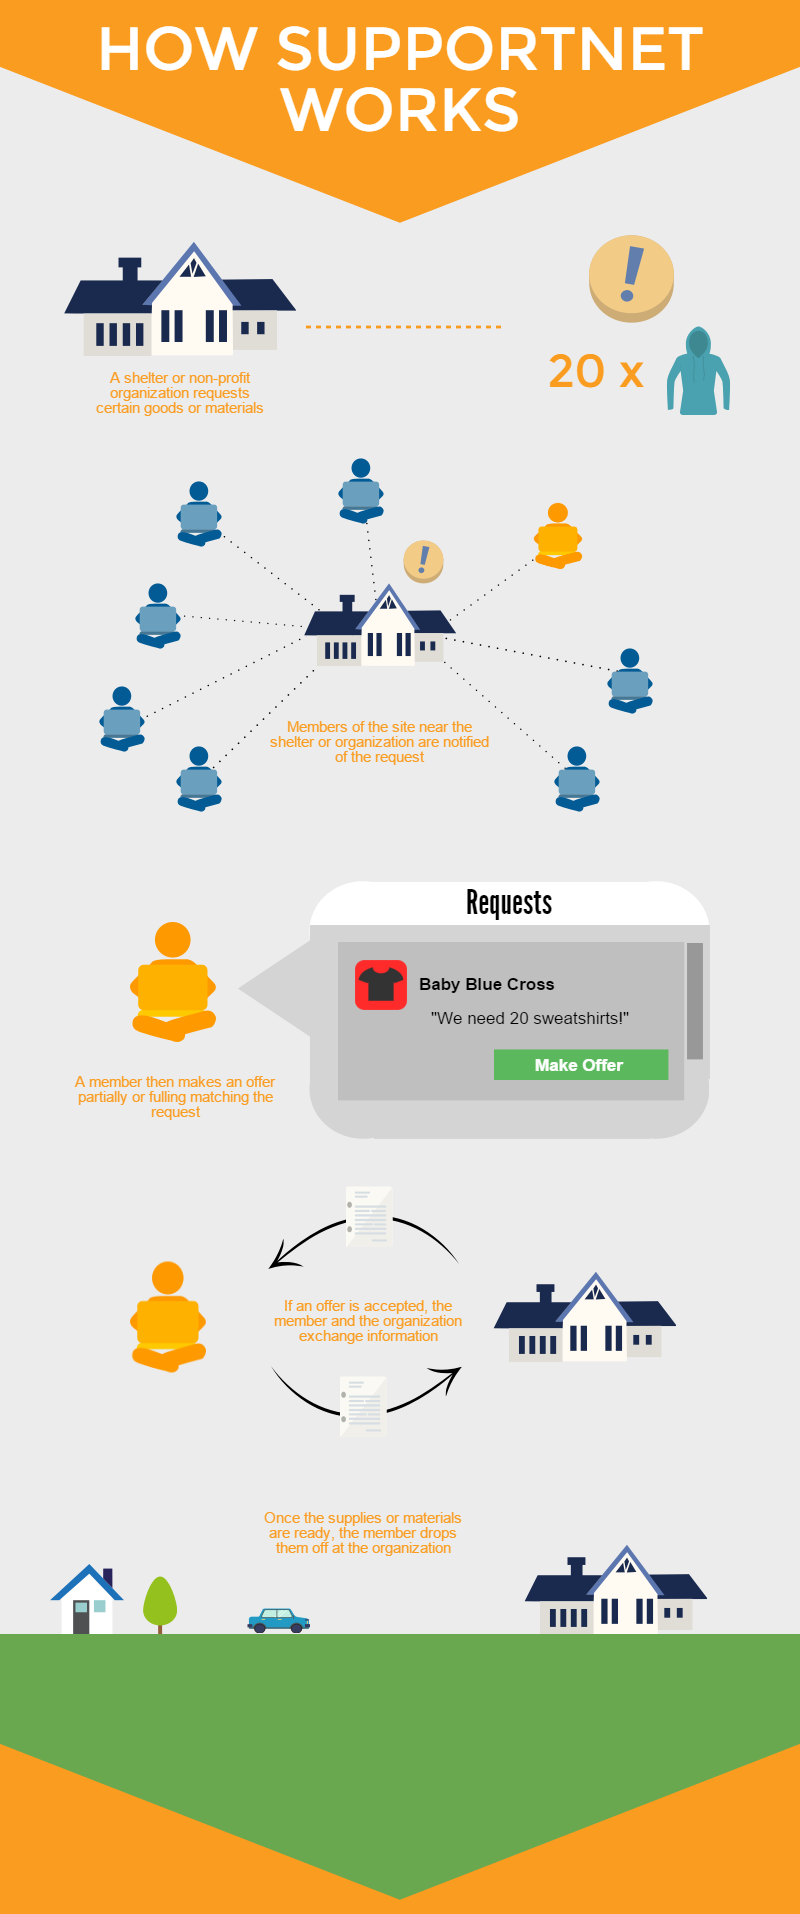 HOW SUPPORTNET
WORKS
A shelter or non-profit
organization requests
certain goods or materials
!
20 x
!
Members of the site near the
shelter or organization are notified
of the request
Requests
Baby Blue Cross
"We need 20 sweatshirts!"
Make Offer
A member then makes an offer
partially or fulling matching the
request
If an offer is accepted, the
member and the organization
exchange information
Once the supplies or materials
are ready, the member drops
them off at the organization